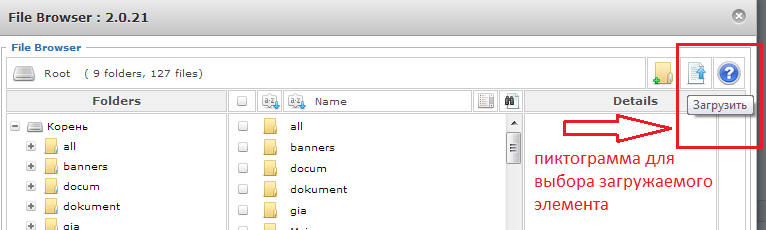 File Browser : 2.0.21
File Browser
Root ( 9 folders, 127 files)
Folders
Name
Details
Загрузить
Корень
all
banners
docum
dokument
gia
all
banners
docum
dokument
gia
пиктограмма для
выбора загружаемого
элемента